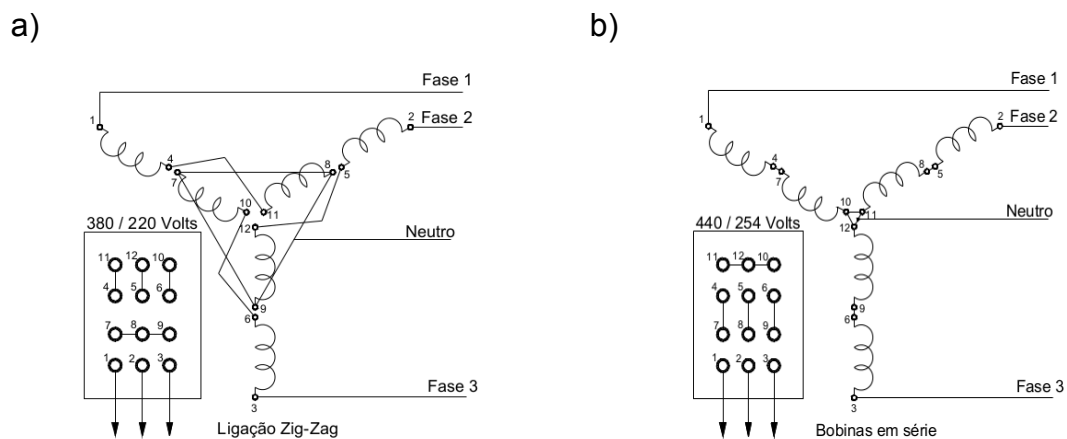 a)
Fase 1
1
2
Fase 2
4
7
8
5
10
11
380 / 220 Volts
12
Neutro
11 12 10
4 5 6
7 8 9
1 2 3
9
6
Fase 3
3
Ligação Zig-Zag
b)
Fase 1
1
2
Fase 2
4
7
8
5
10
11
Neutro
440 / 254 Volts
12
11 12 10
4 5 6
7 8 9
1 2 3
9
6
Fase 3
3
Bobinas em série